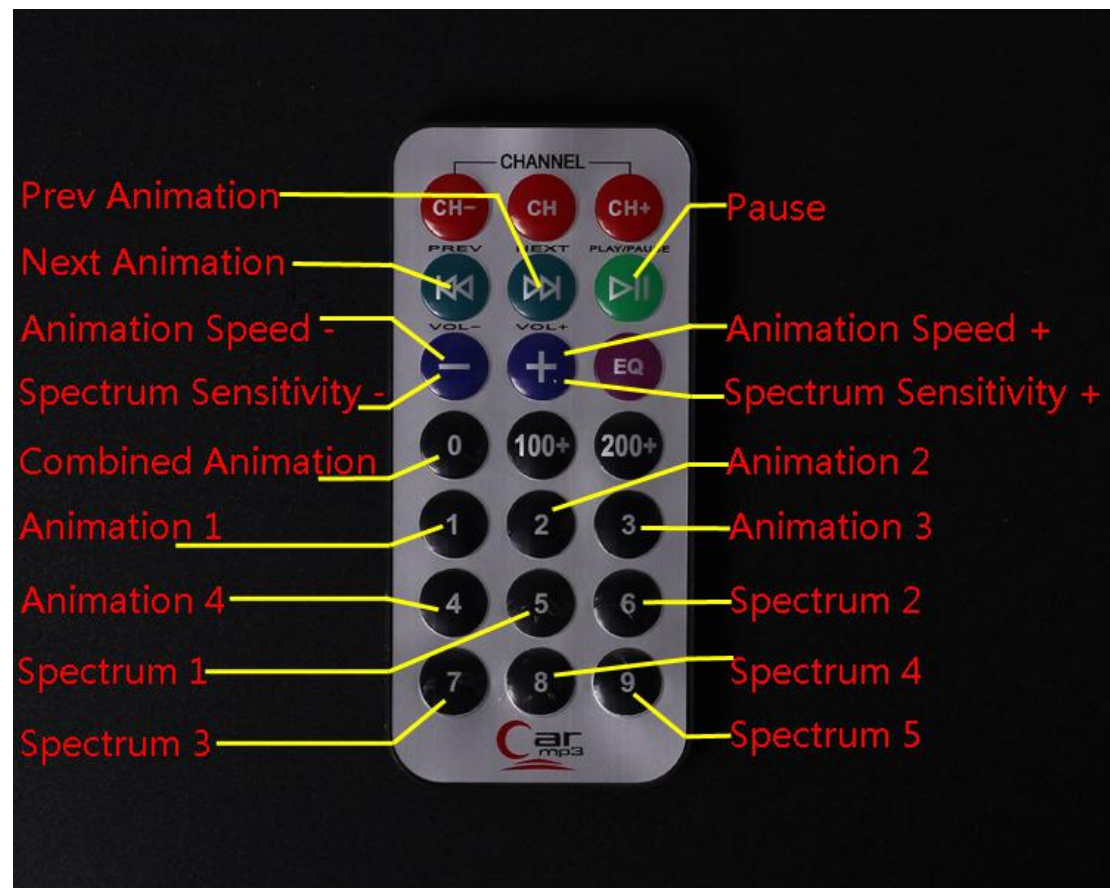 CHANNEL
Prev Animation
CH-
CH
CH+
Pause
PREV
NEXT
PLAY/PAUSE
Next Animation
Animation Speed -
VOL-
VOL+
Animation Speed +
EQ
Spectrum Sensitivity -
Spectrum Sensitivity +
0
100+
200+
Combined Animation
Animation 2
Animation 1
1
2
3
Animation 3
Animation 4
4
5
6
Spectrum 2
Spectrum 1
7
8
9
Spectrum 4
Spectrum 3
Car
mp3
Spectrum 5